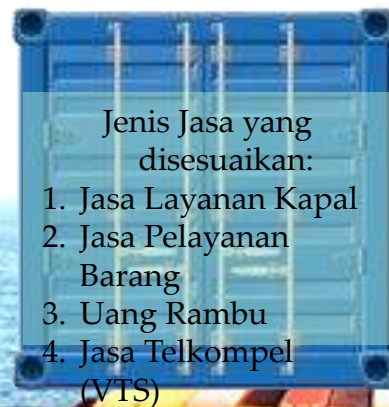 Jenis Jasa yang
disesuaikan:
1. Jasa Layanan Kapal
2. Jasa Pelayanan
Barang
3. Uang Rambu
4. Jasa Telkompel
(VTS)